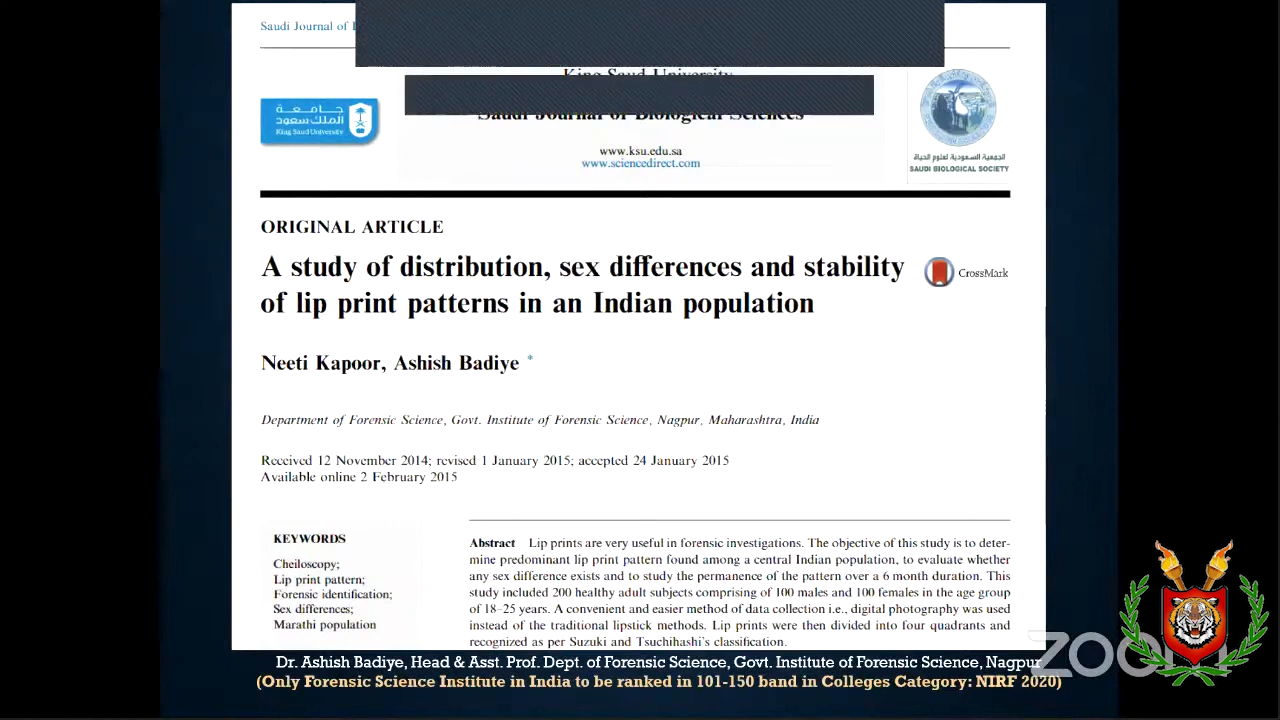 Saudi Journal of
King Saud University
Saudi Journal of Biological Sciences
www.ksu.edu.sa
www.sciencedirect.com
جامعة
الملك سعود
King Saud University
الجمعية السعودية لعلوم الحياة
SAUDI BIOLOGICAL SOCIETY
ORIGINAL ARTICLE
A study of distribution, sex differences and stability
of lip print patterns in an Indian population
CrossMark
Neeti Kapoor, Ashish Badiye *
Department of Forensic Science, Govt. Institute of Forensic Science, Nagpur, Maharashtra, India
Received 12 November 2014; revised 1 January 2015; accepted 24 January 2015
Available online 2 February 2015
KEYWORDS
Cheiloscopy;
Lip print pattern;
Forensic identification;
Sex differences;
Marathi population
Abstract Lip prints are very useful in forensic investigations. The objective of this study is to deter-
mine predominant lip print pattern found among a central Indian population, to evaluate whether
any sex difference exists and to study the permanence of the pattern over a 6 month duration. This
study included 200 healthy adult subjects comprising of 100 males and 100 females in the age group
of 18–25 years. A convenient and easier method of data collection i.e., digital photography was used
instead of the traditional lipstick methods. Lip prints were then divided into four quadrants and
recognized as per Suzuki and Tsuchihashi's classification.
zoom
Dr. Ashish Badiye, Head & Asst. Prof. Dept. of Forensic Science, Govt. Institute of Forensic Science, Nagpur
(Only Forensic Science Institute in India to be ranked in 101-150 band in Colleges Category: NIRF 2020)